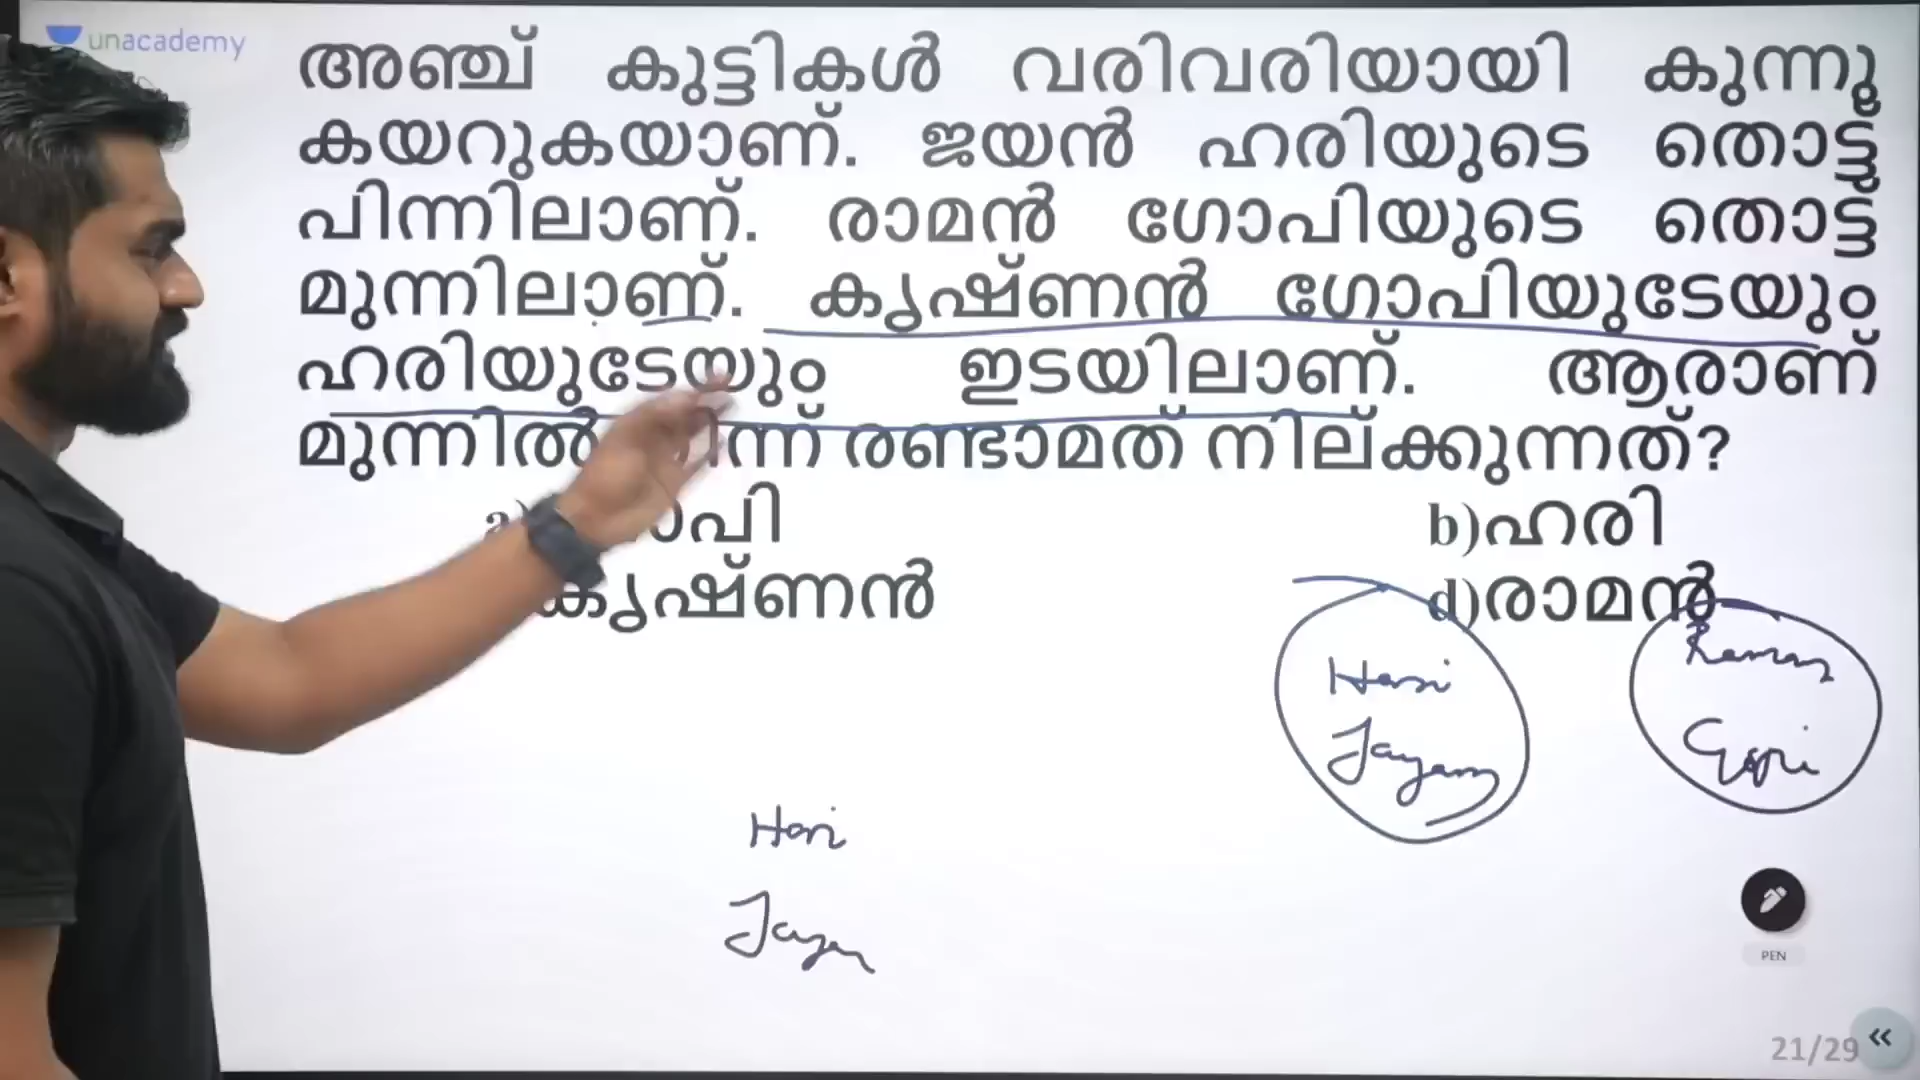 unacademy
അഞ്ച് കുട്ടികൾ വരിവരിയായി കുന്നൂ
കയറുകയാണ്. ജയൻ ഹരിയുടെ തൊട്ടൂ
പിന്നിലാണ്. രാമൻ ഗോപിയുടെ തൊട്ടൂ
മുന്നിലാണ്. കൃഷ്ണൻ ഗോപിയുടേയും
ഹരിയുടേയും ഇടയിലാണ്. ആരാണ്
മുന്നിൽ രണ്ടാമത് നില്ക്കുന്നത്?
b)ഹരി
കൃഷ്ണൻ d)രാമൻ
Hari Raman
Jayan Gopi
Hari
Jayan
PEN
21/29